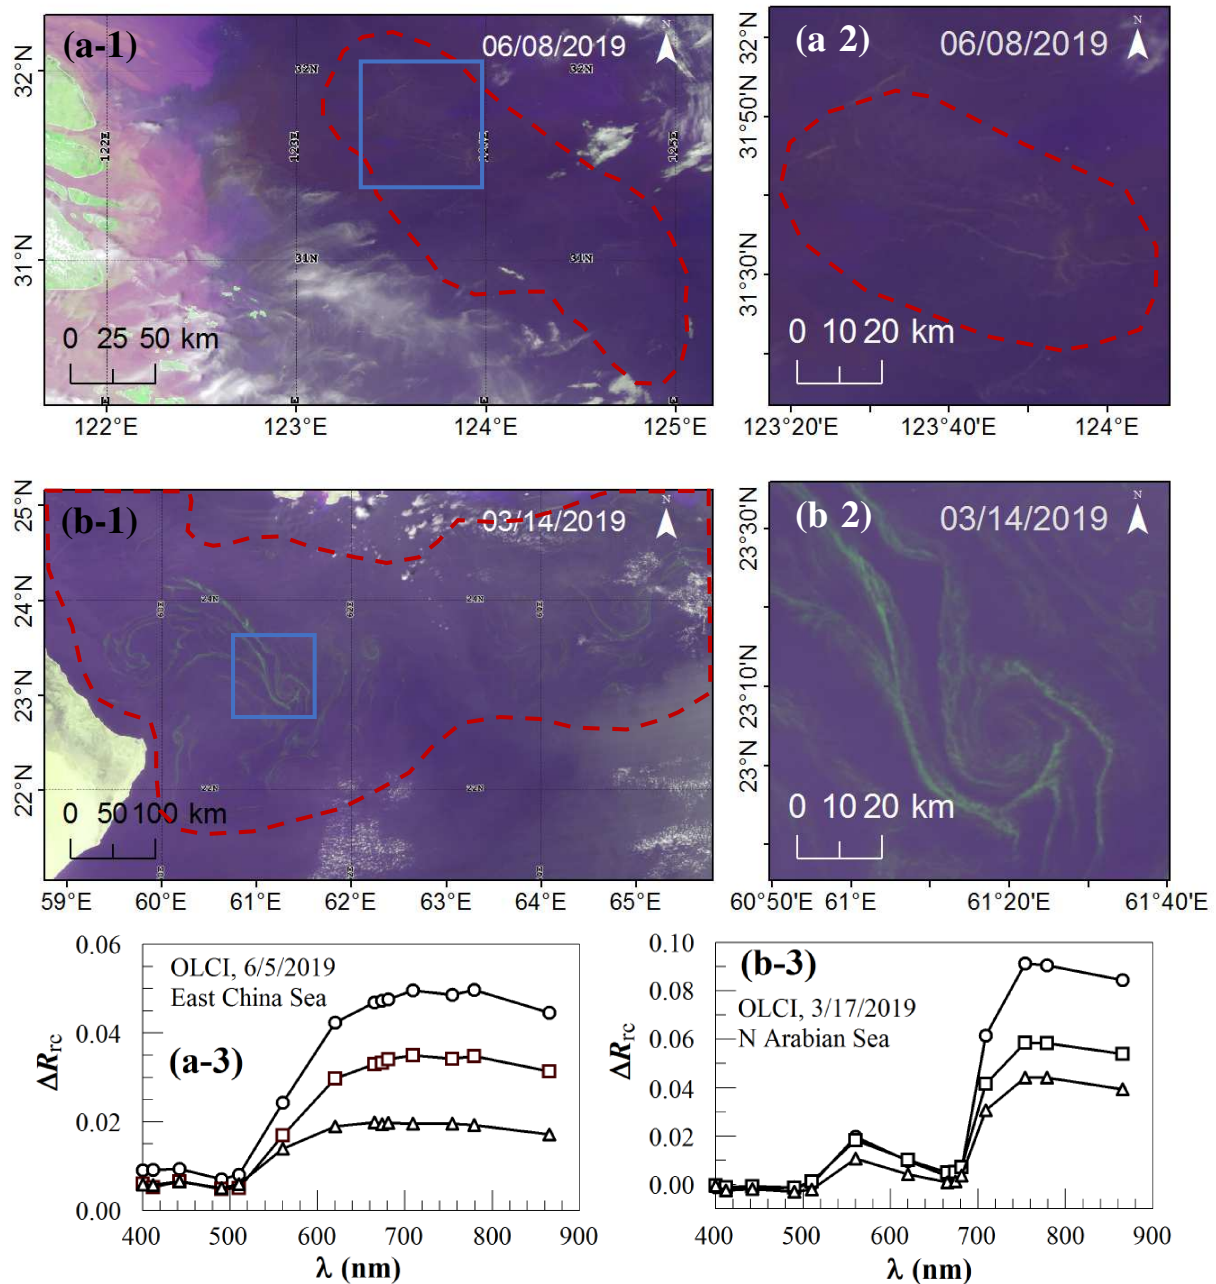 (a-1)
06/08/2019
N
32N
32N
122E
123E
125E
31N
31N
0 25 50 km
32°N
31°N
122°E 123°E 124°E 125°E
(a 2)
06/08/2019
N
32°N
31°50'N
31°30'N
0 10 20 km
123°20'E 123°40'E 124°E
(b-1)
03/14/2019
N
24N
24N
22N
22N
0 50 100 km
25°N
24°N
23°N
22°N
59°E 60°E 61°E 62°E 63°E 64°E 65°E
(b 2)
03/14/2019
N
23°30'N
23°10'N
23°N
0 10 20 km
60°50'E 61°E 61°20'E 61°40'E
0.06
0.04
0.02
0.00
ΔRrc
OLCI, 6/5/2019
East China Sea
(a-3)
400 500 600 700 800 900
λ (nm)
0.10
0.08
0.06
0.04
0.02
0.00
ΔRrc
(b-3)
OLCI, 3/17/2019
N Arabian Sea
400 500 600 700 800 900
λ (nm)